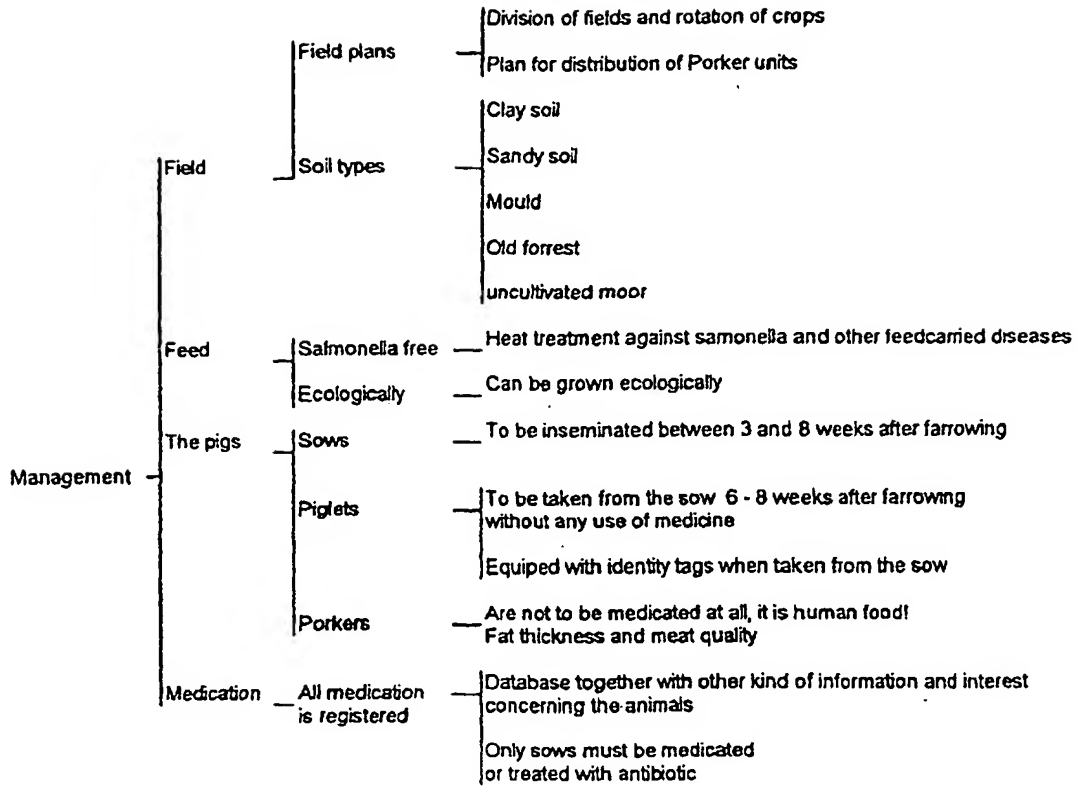 Division of fields and rotation of crops
Field plans
Plan for distribution of Porker units
Clay soil
Field
Soil types
Sandy soil
Mould
Old forrest
uncultivated moor
Feed
Salmonella free
Heat treatment against samonella and other feedcarried diseases
Ecologically
Can be grown ecologically
The pigs
Sows
To be inseminated between 3 and 8 weeks after farrowing
Management
Piglets
To be taken from the sow 6 - 8 weeks after farrowing
without any use of medicine
Equiped with identity tags when taken from the sow
Porkers
Are not to be medicated at all, it is human food!
Fat thickness and meat quality
Medication
All medication
is registered
Database together with other kind of information and interest
concerning the animals
Only sows must be medicated
or treated with antibiotic